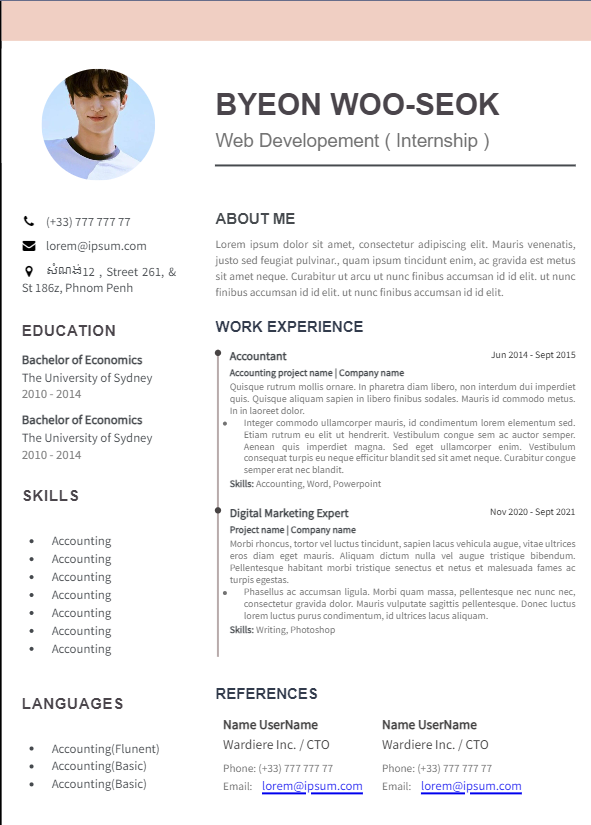 BYEON WOO-SEOK
Web Developement ( Internship )
(+33) 777 777 77
lorem@ipsum.com
សំណង់12 , Street 261, &
St 186z, Phnom Penh
EDUCATION
Bachelor of Economics
The University of Sydney
2010 - 2014
Bachelor of Economics
The University of Sydney
2010 - 2014
SKILLS
• Accounting
• Accounting
• Accounting
• Accounting
• Accounting
• Accounting
• Accounting
LANGUAGES
• Accounting(Flunent)
• Accounting(Basic)
• Accounting(Basic)
ABOUT ME
Lorem ipsum dolor sit amet, consectetur adipiscing elit. Mauris venenatis,
justo sed feugiat pulvinar., quam ipsum tincidunt enim, ac gravida est metus
sit amet neque. Curabitur ut arcu ut nunc finibus accumsan id id elit. ut nunc
finibus accumsan id id elit. ut nunc finibus accumsan id id elit.
WORK EXPERIENCE
Accountant Jun 2014 - Sept 2015
Accounting project name | Company name
Quisque rutrum mollis ornare. In pharetra diam libero, non interdum dui imperdiet
quis. Quisque aliquam sapien in libero finibus sodales. Mauris id commodo metus.
In in laoreet dolor.
• Integer commodo ullamcorper mauris, id condimentum lorem elementum sed.
Etiam rutrum eu elit ut hendrerit. Vestibulum congue sem ac auctor semper.
Aenean quis imperdiet magna. Sed eget ullamcorper enim. Vestibulum
consequat turpis eu neque efficitur blandit sed sit amet neque. Curabitur congue
semper erat nec blandit.
Skills: Accounting, Word, Powerpoint
Digital Marketing Expert Nov 2020 - Sept 2021
Project name | Company name
Morbi rhoncus, tortor vel luctus tincidunt, sapien lacus vehicula augue, vitae ultrices
eros diam eget mauris. Aliquam dictum nulla vel augue tristique bibendum.
Pellentesque habitant morbi tristique senectus et netus et malesuada fames ac
turpis egestas.
• Phasellus ac accumsan ligula. Morbi quam massa, pellentesque nec nunc nec,
consectetur gravida dolor. Mauris vulputate sagittis pellentesque. Donec luctus
lorem luctus purus condimentum, id ultrices lacus aliquam.
Skills: Writing, Photoshop
REFERENCES
Name UserName
Wardiere Inc. / CTO
Phone: (+33) 777 777 77
Email: lorem@ipsum.com
Name UserName
Wardiere Inc. / CTO
Phone: (+33) 777 777 77
Email: lorem@ipsum.com